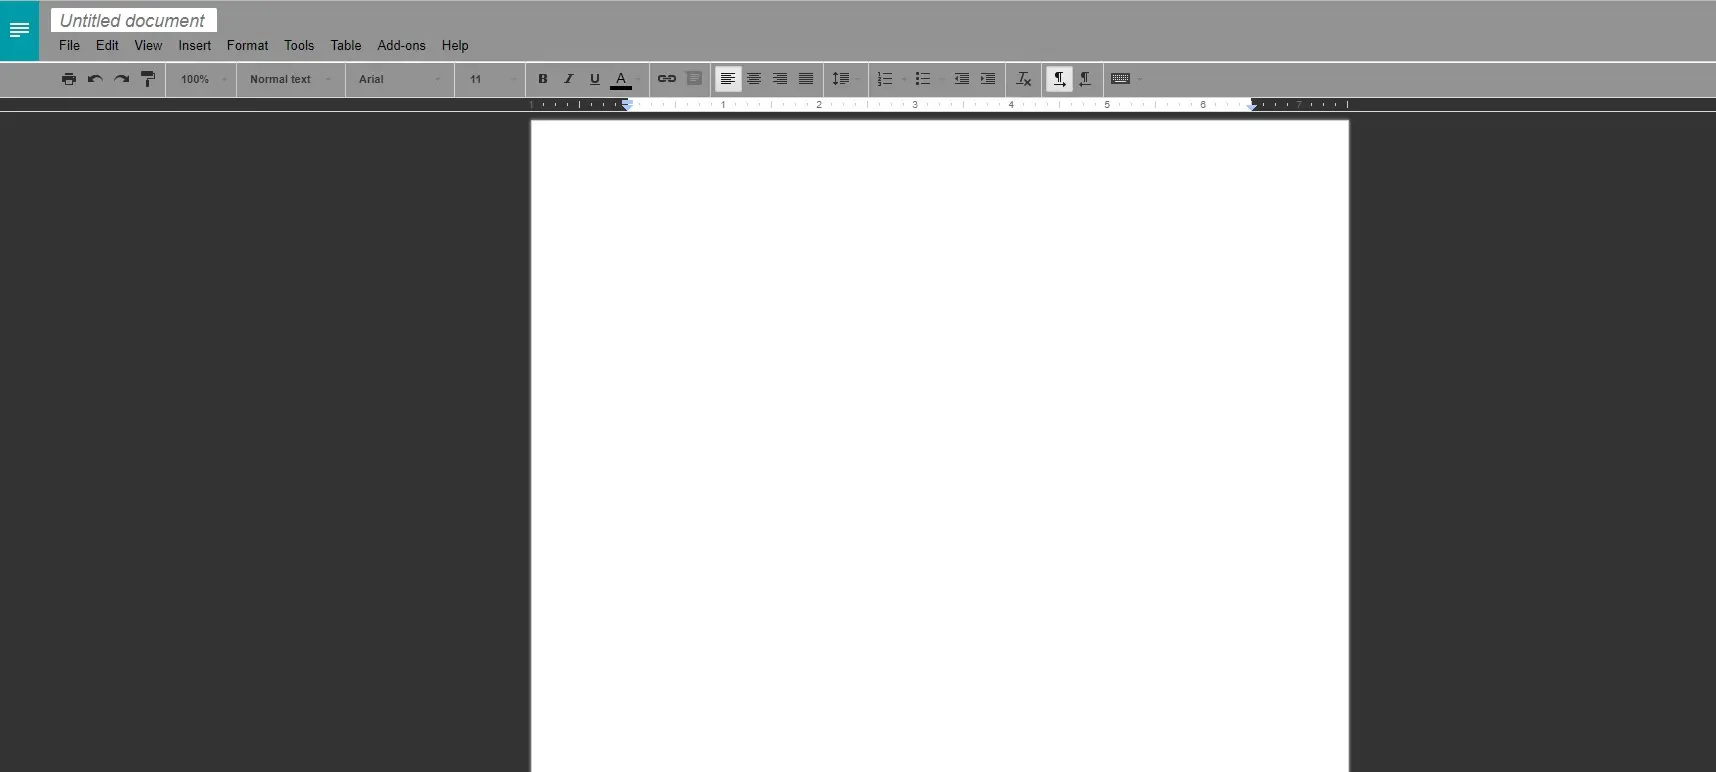 Untitled document
File Edit View Insert Format Tools Table Add-ons Help
100% Normal text Arial 11 B I U A
1 1 2 3 4 5 6 7